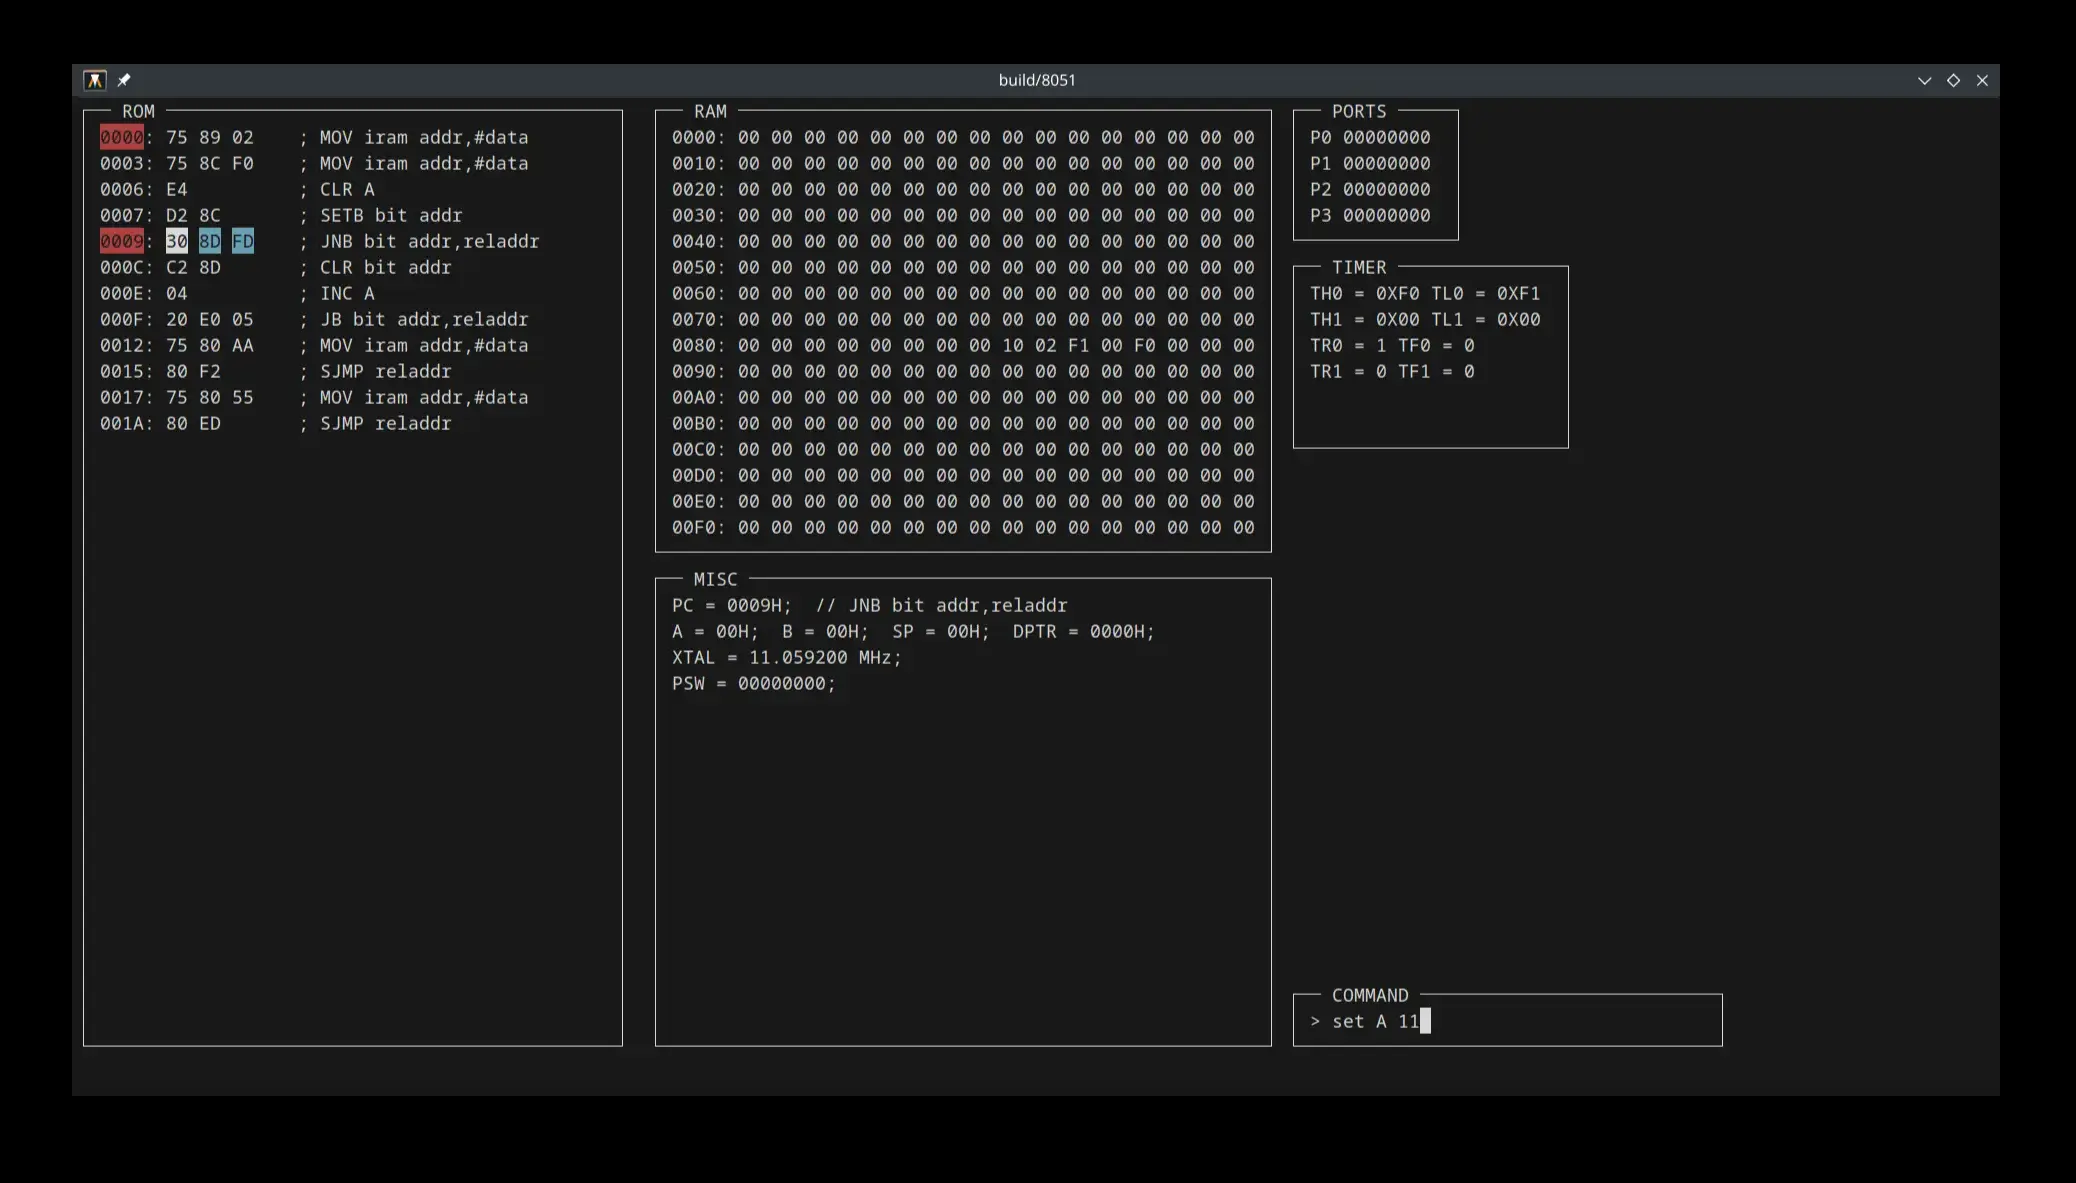 build/8051
ROM
0000: 75 89 02 ; MOV iram addr,#data
0003: 75 8C F0 ; MOV iram addr,#data
0006: E4 ; CLR A
0007: D2 8C ; SETB bit addr
0009: 30 8D FD ; JNB bit addr,reladdr
000C: C2 8D ; CLR bit addr
000E: 04 ; INC A
000F: 20 E0 05 ; JB bit addr,reladdr
0012: 75 80 AA ; MOV iram addr,#data
0015: 80 F2 ; SJMP reladdr
0017: 75 80 55 ; MOV iram addr,#data
001A: 80 ED ; SJMP reladdr
RAM
0000: 00 00 00 00 00 00 00 00 00 00 00 00 00 00 00 00
0010: 00 00 00 00 00 00 00 00 00 00 00 00 00 00 00 00
0020: 00 00 00 00 00 00 00 00 00 00 00 00 00 00 00 00
0030: 00 00 00 00 00 00 00 00 00 00 00 00 00 00 00 00
0040: 00 00 00 00 00 00 00 00 00 00 00 00 00 00 00 00
0050: 00 00 00 00 00 00 00 00 00 00 00 00 00 00 00 00
0060: 00 00 00 00 00 00 00 00 00 00 00 00 00 00 00 00
0070: 00 00 00 00 00 00 00 00 00 00 00 00 00 00 00 00
0080: 00 00 00 00 00 00 00 00 10 02 F1 00 F0 00 00 00
0090: 00 00 00 00 00 00 00 00 00 00 00 00 00 00 00 00
00A0: 00 00 00 00 00 00 00 00 00 00 00 00 00 00 00 00
00B0: 00 00 00 00 00 00 00 00 00 00 00 00 00 00 00 00
00C0: 00 00 00 00 00 00 00 00 00 00 00 00 00 00 00 00
00D0: 00 00 00 00 00 00 00 00 00 00 00 00 00 00 00 00
00E0: 00 00 00 00 00 00 00 00 00 00 00 00 00 00 00 00
00F0: 00 00 00 00 00 00 00 00 00 00 00 00 00 00 00 00
MISC
PC = 0009H; // JNB bit addr,reladdr
A = 00H; B = 00H; SP = 00H; DPTR = 0000H;
XTAL = 11.059200 MHz;
PSW = 00000000;
PORTS
P0 00000000
P1 00000000
P2 00000000
P3 00000000
TIMER
TH0 = 0XF0 TL0 = 0XF1
TH1 = 0X00 TL1 = 0X00
TR0 = 1 TF0 = 0
TR1 = 0 TF1 = 0
COMMAND
> set A 11